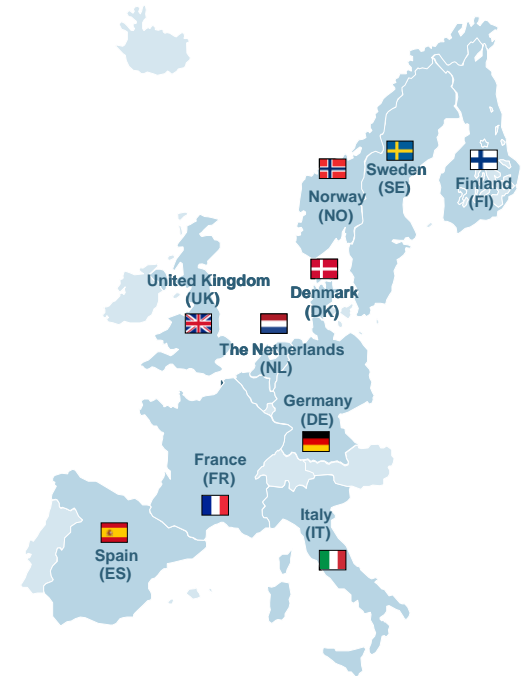 Sweden
(SE)
Finland
(FI)
Norway
(NO)
United Kingdom
(UK)
Denmark
(DK)
The Netherlands
(NL)
Germany
(DE)
France
(FR)
Italy
(IT)
Spain
(ES)